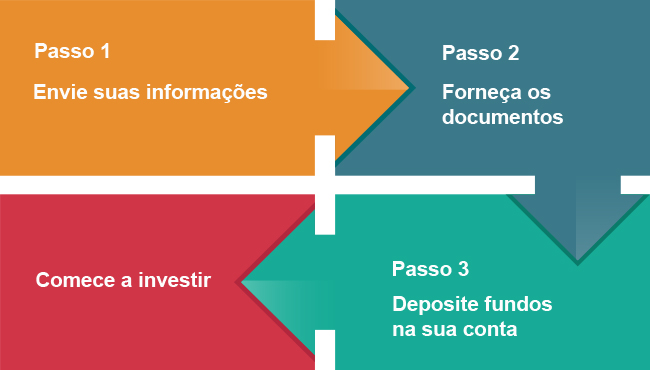 Passo 1
Envie suas informações
Passo 2
Forneça os
documentos
Passo 3
Deposite fundos
na sua conta
Comece a investir